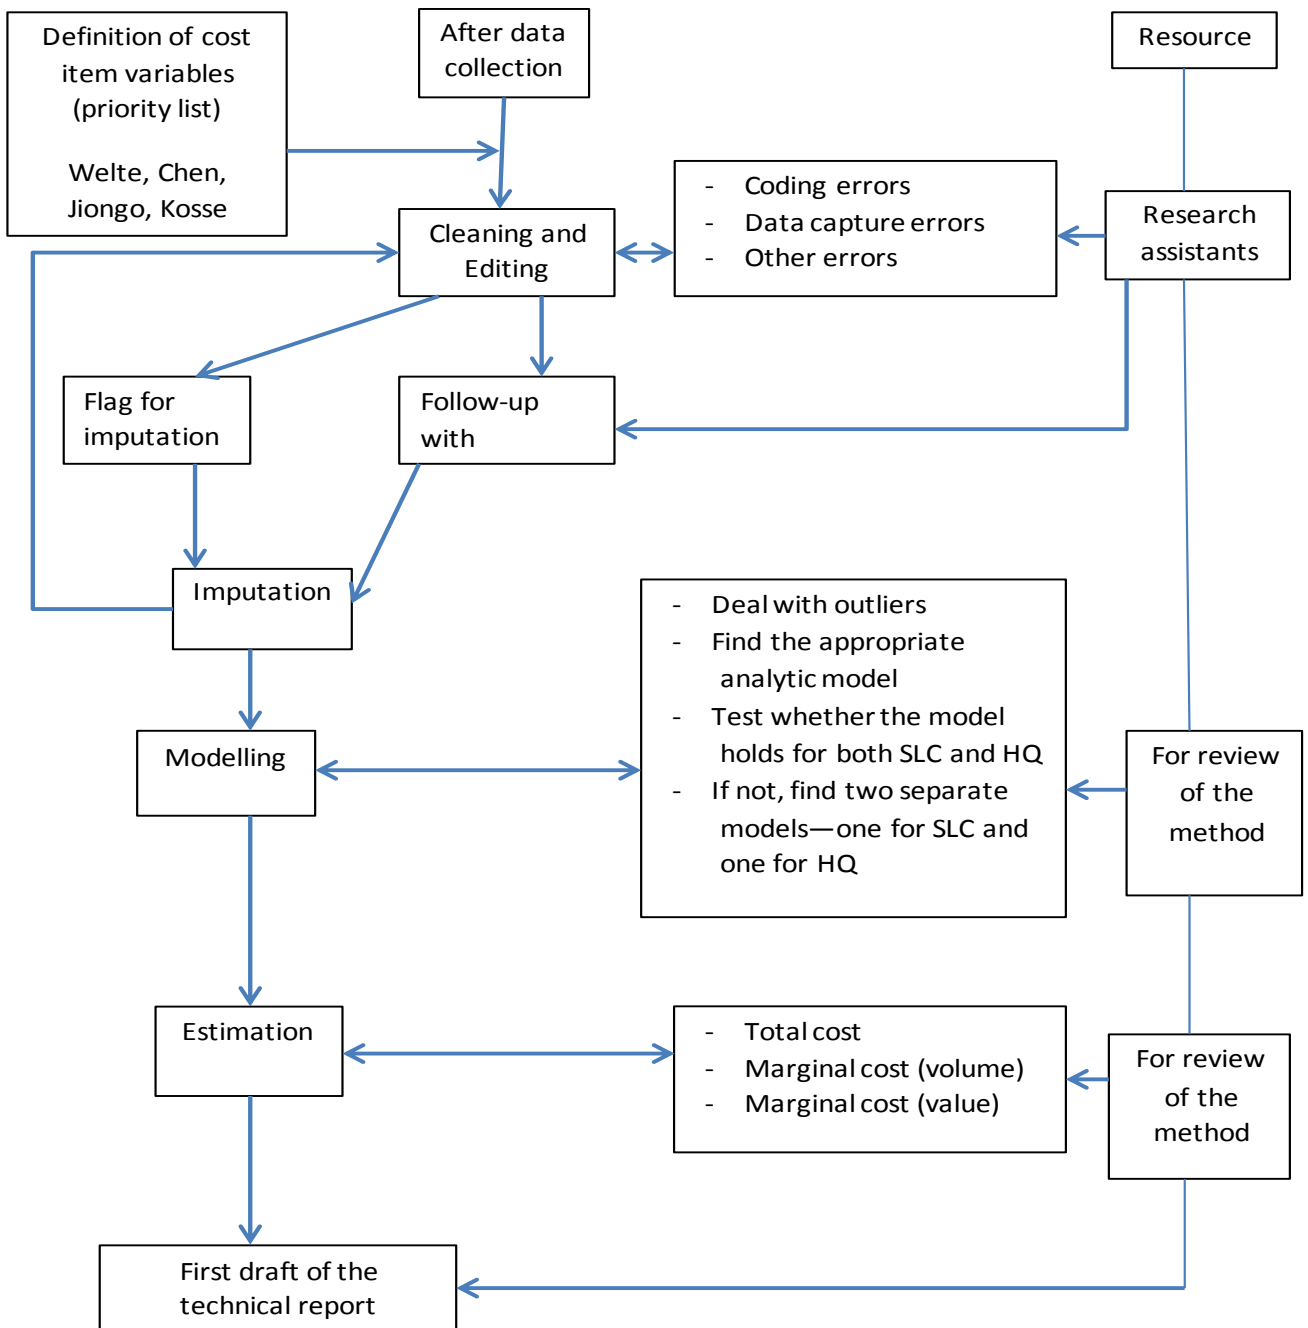 Definition of cost
item variables
(priority list)
Welte, Chen,
Jiongo, Kosse
After data
collection
Resource
Cleaning and
Editing
- Coding errors
- Data capture errors
- Other errors
Research
assistants
Flag for
imputation
Follow-up
with
Imputation
- Deal with outliers
- Find the appropriate
analytic model
- Test whether the model
holds for both SLC and HQ
- If not, find two separate
models—one for SLC and
one for HQ
Modelling
For review
of the
method
Estimation
- Total cost
- Marginal cost (volume)
- Marginal cost (value)
For review
of the
method
First draft of the
technical report